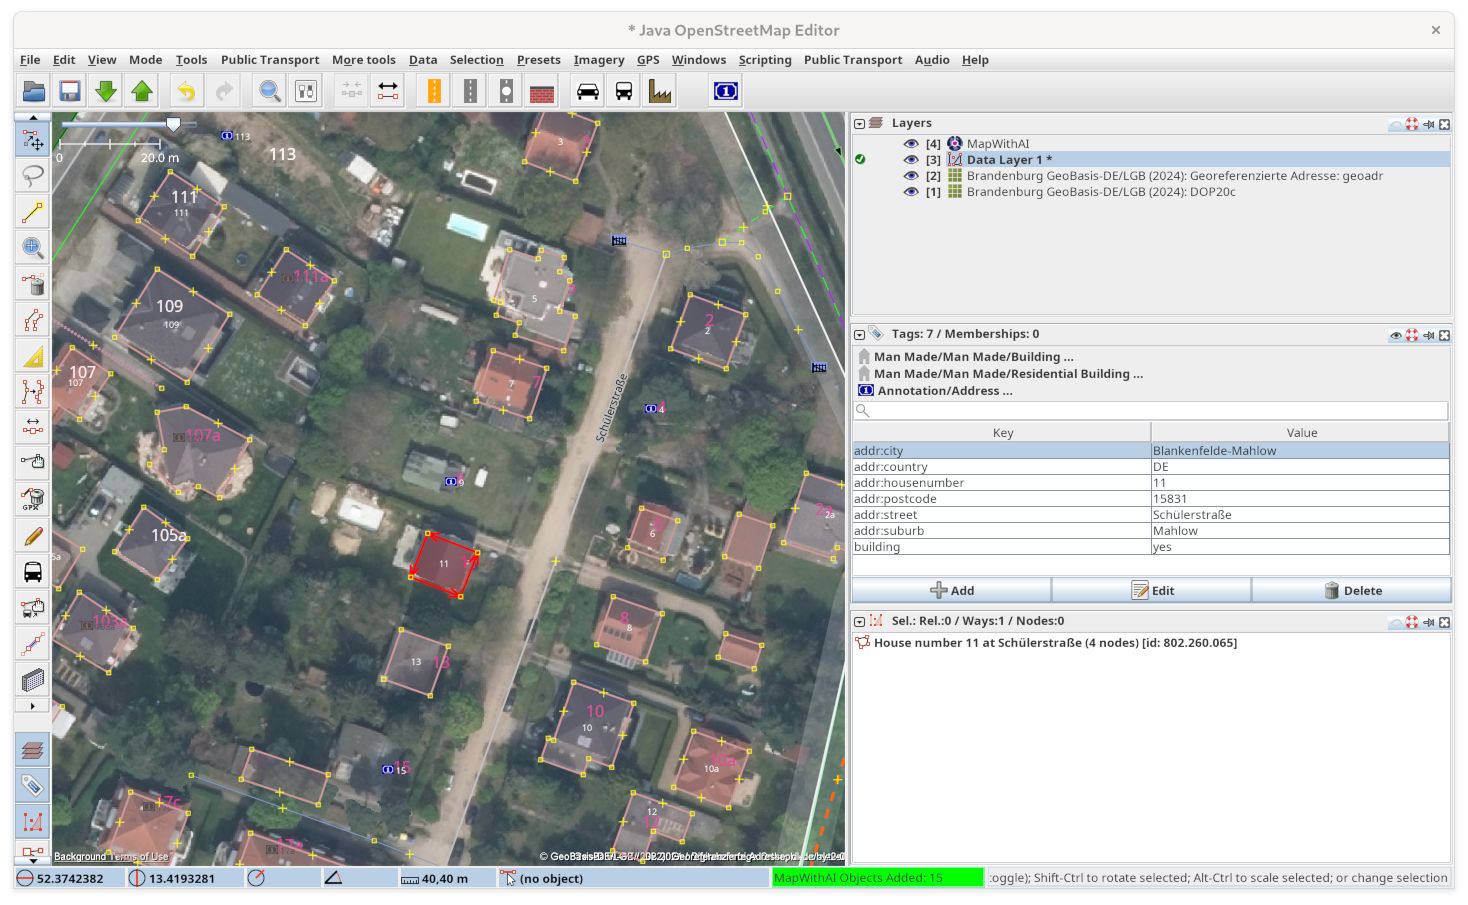 * Java OpenStreetMap Editor
File Edit View Mode Tools Public Transport More tools Data Selection Presets Imagery GPS Windows Scripting Public Transport Audio Help
0 20.0 m
113
113
3
111
111
111a
109
109
107
107
107a
5
7
7
2
2
Schülerstraße
4
9
2a
2a
6
105a
5a
11
103a
8
8
13
13
10
10
15
15
10a
12
12
7c
Background Terms of Use
Layers
[4] MapWithAI
[3] Data Layer 1 *
[2] Brandenburg GeoBasis-DE/LGB (2024): Georeferenzierte Adresse: geoadr
[1] Brandenburg GeoBasis-DE/LGB (2024): DOP20c
Tags: 7 / Memberships: 0
Man Made/Man Made/Building ...
Man Made/Man Made/Residential Building ...
Annotation/Address ...
Key Value
addr:city Blankenfelde-Mahlow
addr:country DE
addr:housenumber 11
addr:postcode 15831
addr:street Schülerstraße
addr:suburb Mahlow
building yes
Add Edit Delete
Sel.: Rel.:0 / Ways:1 / Nodes:0
House number 11 at Schülerstraße (4 nodes) [id: 802.260.065]
52.3742382 13.4193281 40,40 m (no object) MapWithAI Objects Added: 15 :oggle); Shift-Ctrl to rotate selected; Alt-Ctrl to scale selected; or change selection